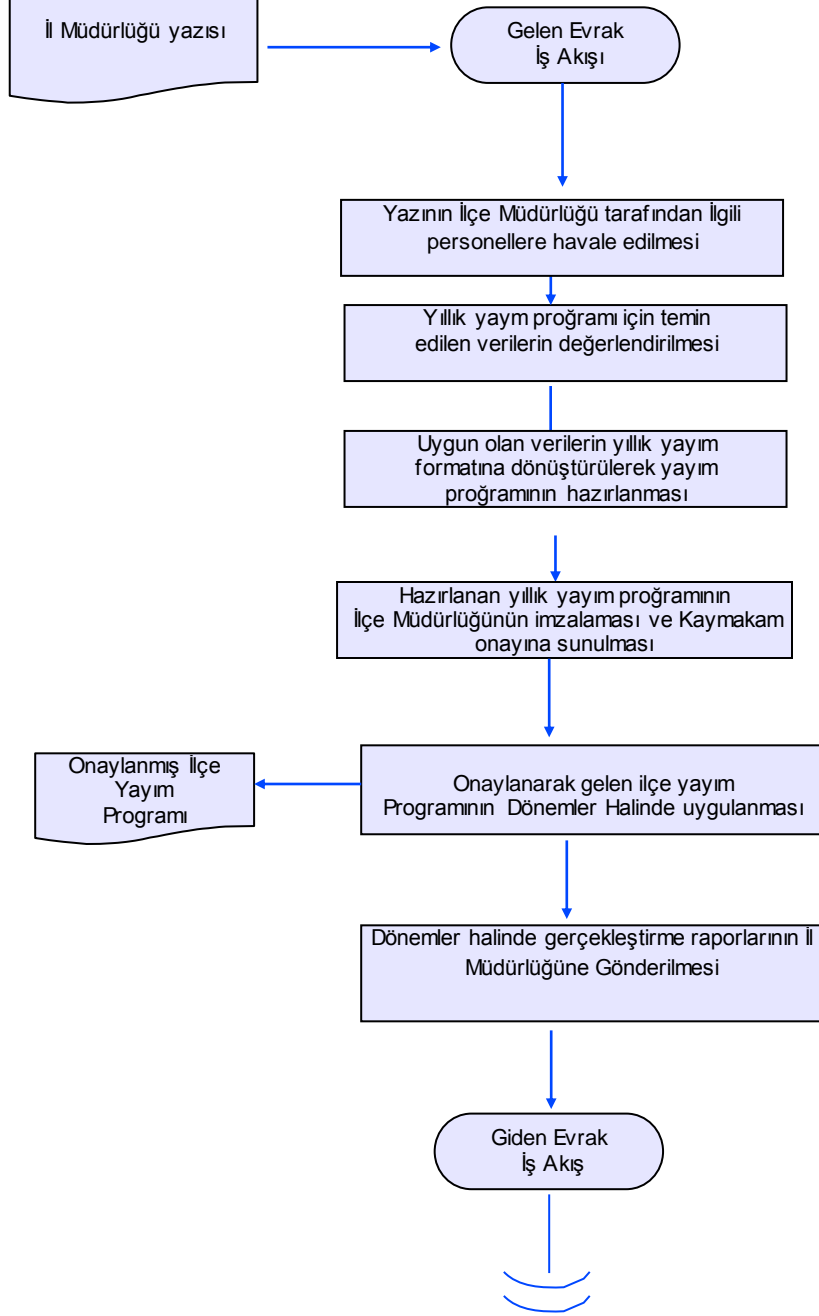 İl Müdürlüğü yazısı
Gelen Evrak
İş Akışı
Yazının İlçe Müdürlüğü tarafından İlgili
personellere havale edilmesi
Yıllık yaym proğramı için temin
edilen verilerin değerlendirilmesi
Uygun olan verilerin yıllık yayım
formatına dönüştürülerek yayım
proğramının hazırlanması
Hazırlanan yıllık yayım proğramının
İlçe Müdürlüğünün imzalaması ve Kaymakam
onayına sunulması
Onaylanmış İlçe
Yayım
Programı
Onaylanarak gelen ilçe yayım
Programının Dönemler Halinde uygulanması
Dönemler halinde gerçekleştirme raporlarının İl
Müdürlüğüne Gönderilmesi
Giden Evrak
İş Akış